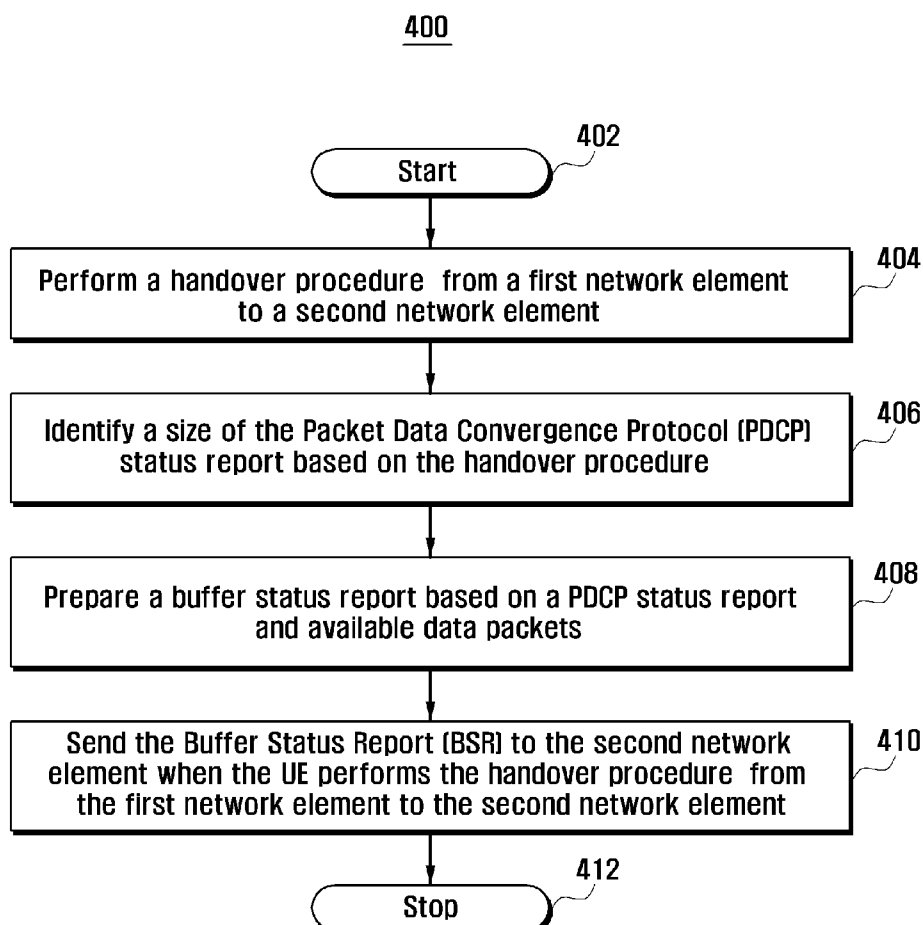 400
402
Start
404
Perform a handover procedure from a first network element
to a second network element
406
Identify a size of the Packet Data Convergence Protocol (PDCP)
status report based on the handover procedure
408
Prepare a buffer status report based on a PDCP status report
and available data packets
410
Send the Buffer Status Report (BSR) to the second network
element when the UE performs the handover procedure from
the first network element to the second network element
412
Stop